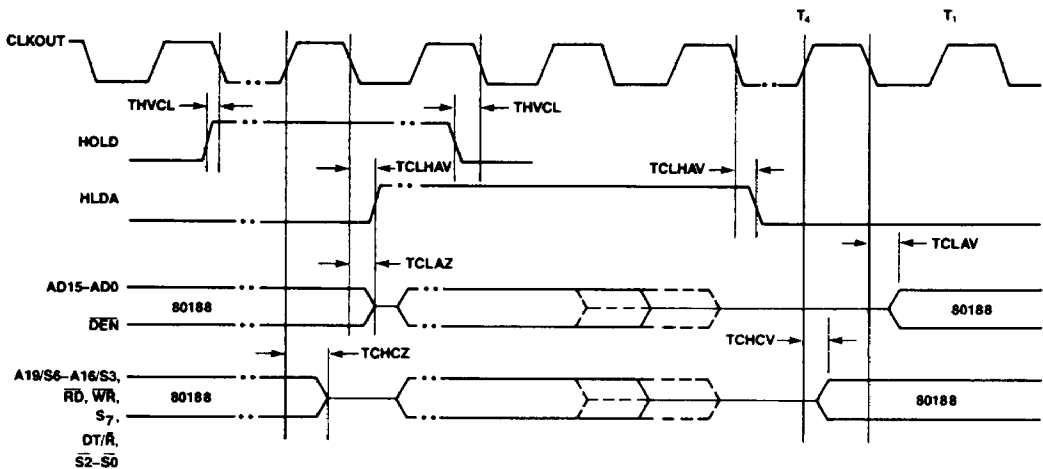 T4 T1
CLKOUT
THVCL THVCL
HOLD
TCLHAV TCLHAV
HLDA
TCLAV
TCLAZ
AD15–AD0
80188 80188
DEN
TCHCV
TCHCZ
A19/S6–A16/S3,
RD, WR, 80188 80188
S7,
DT/R,
S2–S0